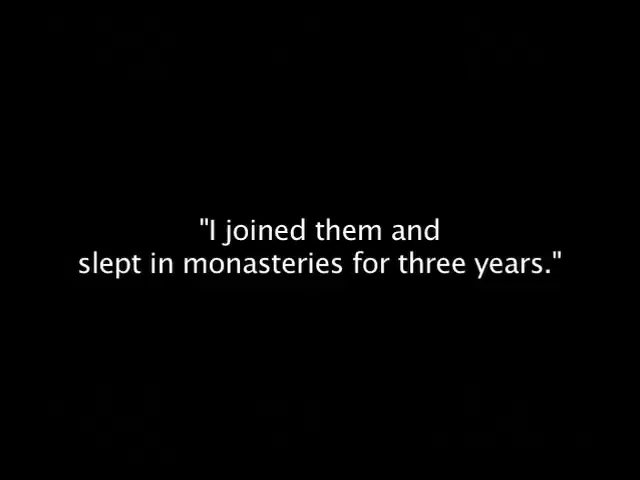 "I joined them and
slept in monasteries for three years."